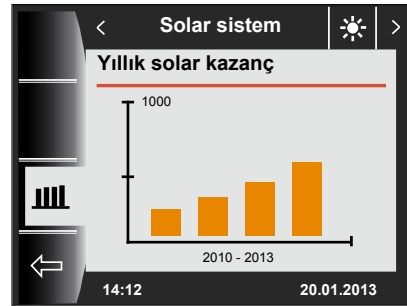 Solar sistem
Yıllık solar kazanç
1000
2010 - 2013
14:12 20.01.2013